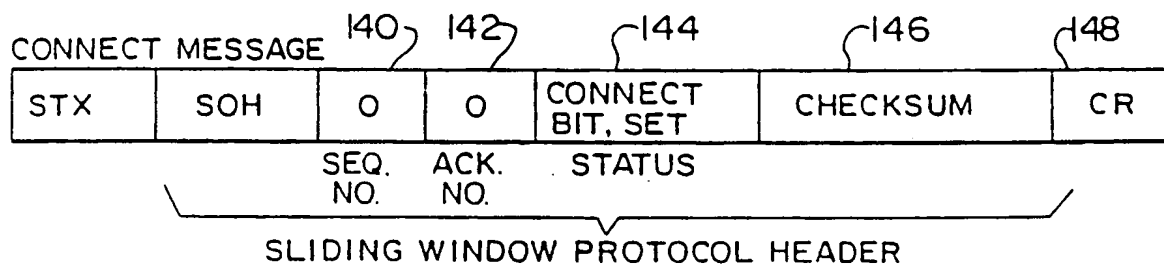 140 142 144 146 148
CONNECT MESSAGE
STX SOH 0 0 CONNECT BIT, SET CHECKSUM CR
SEQ. NO. ACK. NO. STATUS
SLIDING WINDOW PROTOCOL HEADER